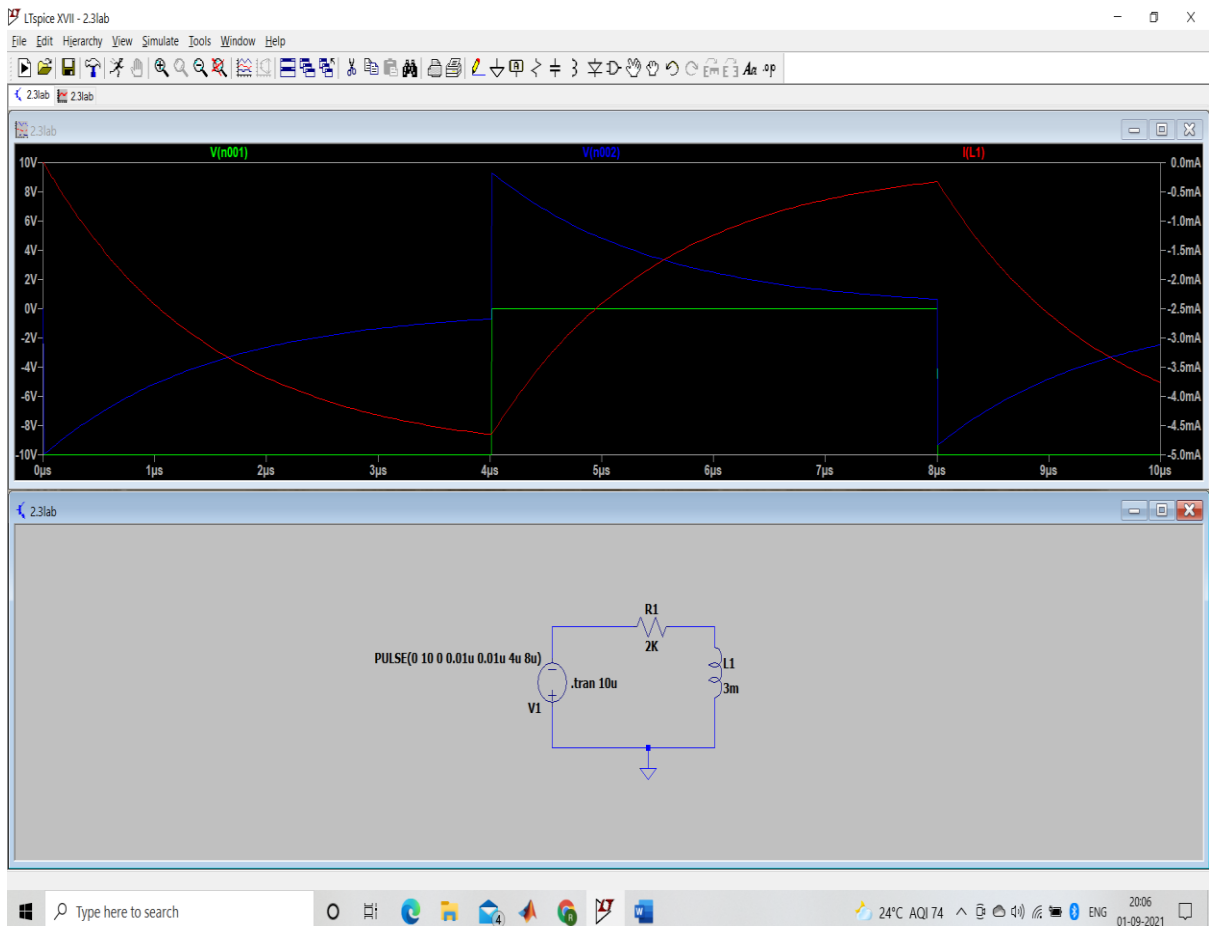 LTspice XVII - 2.3lab
File Edit Hierarchy View Simulate Tools Window Help
2.3lab 2.3lab
2.3lab
V(n001) V(n002) I(L1)
10V 0.0mA
8V -0.5mA
6V -1.0mA
4V -1.5mA
2V -2.0mA
0V -2.5mA
-2V -3.0mA
-4V -3.5mA
-6V -4.0mA
-8V -4.5mA
-10V -5.0mA
0µs 1µs 2µs 3µs 4µs 5µs 6µs 7µs 8µs 9µs 10µs
2.3lab
R1
2K
PULSE(0 10 0 0.01u 0.01u 4u 8u)
L1
.tran 10u
3m
V1
Type here to search
4
24°C AQI 74
ENG
20:06
01-09-2021